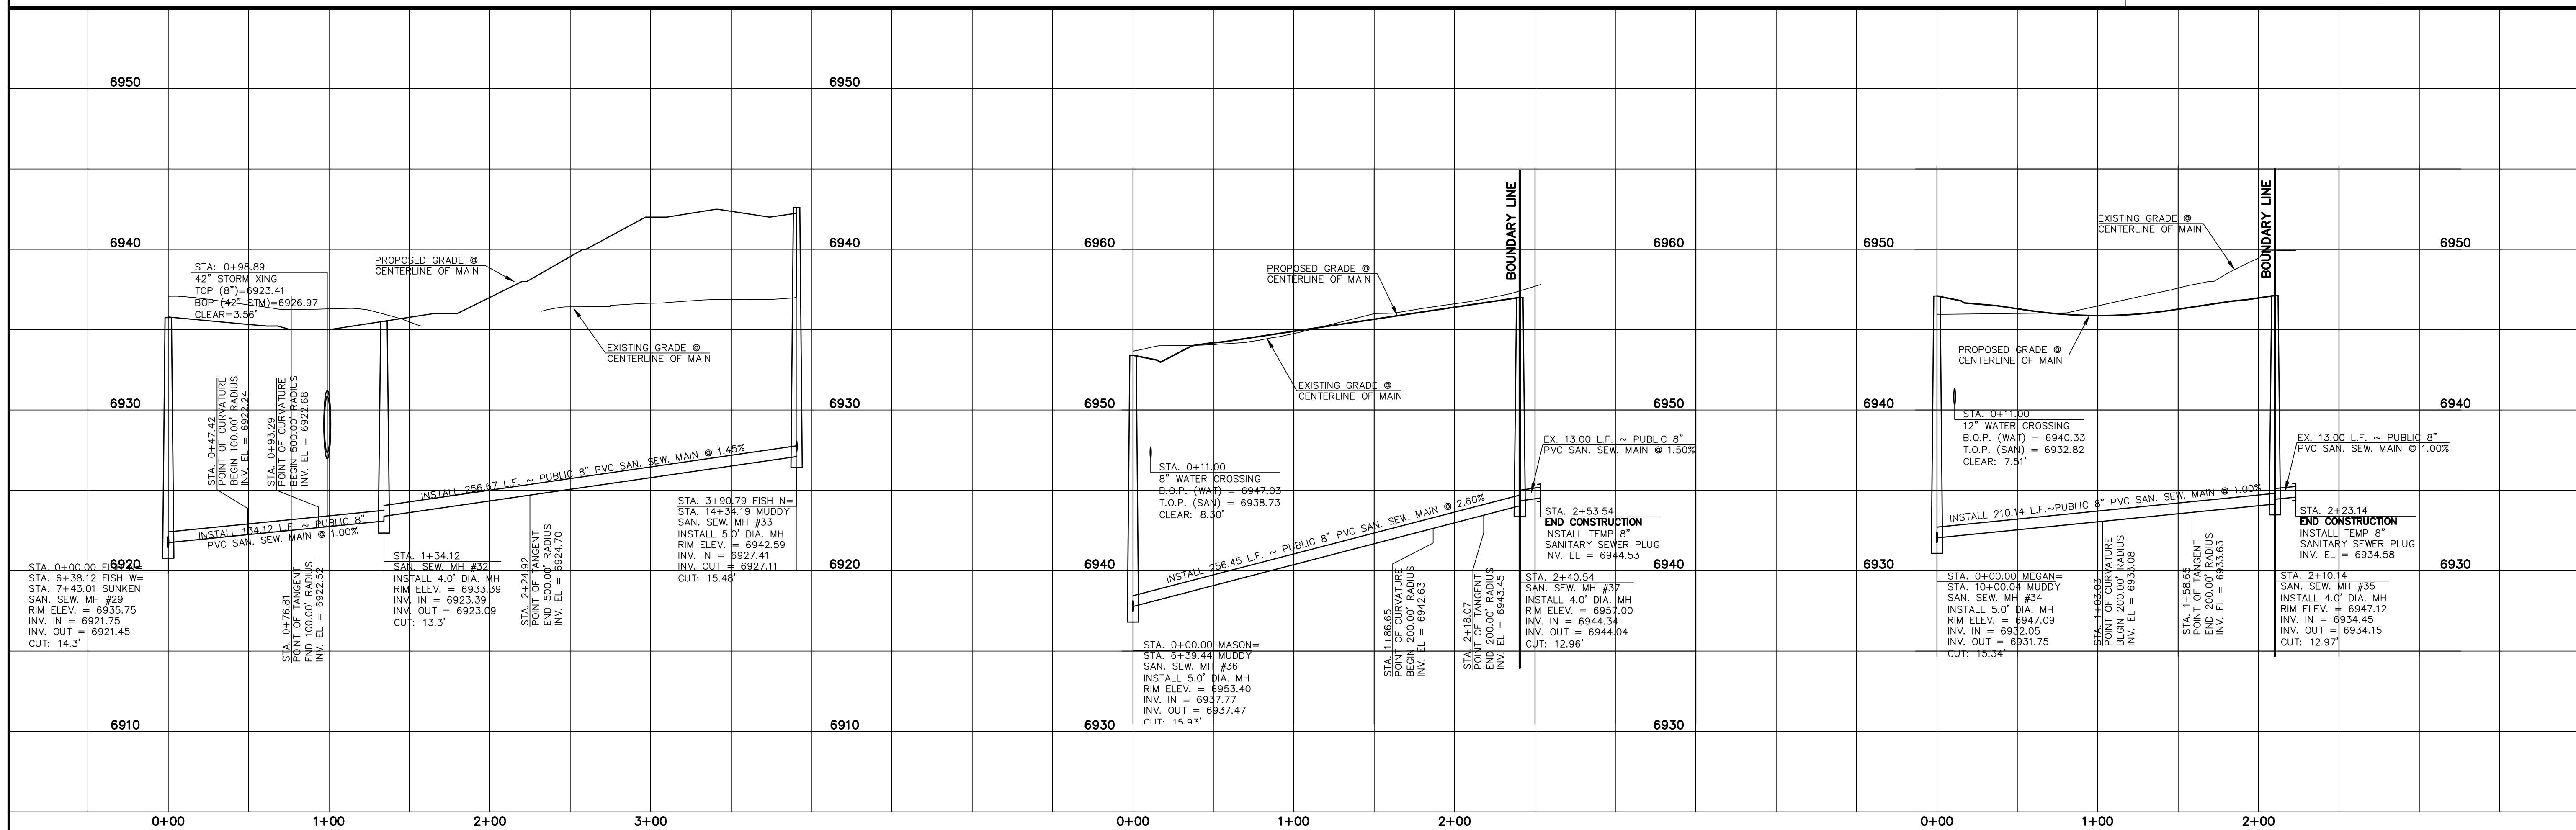 6950
6940
6930
6920
6910
0+00
1+00
2+00
3+00
STA: 0+98.89
42" STORM XING
TOP (8")=6923.41
BOP (42" STM)=6926.97
CLEAR=3.56'
PROPOSED GRADE @
CENTERLINE OF MAIN
EXISTING GRADE @
CENTERLINE OF MAIN
STA. 0+47.42
POINT OF CURVATURE
BEGIN 100.00' RADIUS
INV. EL = 6922.24
STA. 0+93.29
POINT OF CURVATURE
BEGIN 500.00' RADIUS
INV. EL = 6922.68
INSTALL 134.12 L.F. ~ PUBLIC 8"
PVC SAN. SEW. MAIN @ 1.00%
INSTALL 256.67 L.F. ~ PUBLIC 8" PVC SAN. SEW. MAIN @ 1.45%
STA. 0+00.00 FISH N=
STA. 6+38.12 FISH W=
STA. 7+43.01 SUNKEN
SAN. SEW. MH #29
RIM ELEV. = 6935.75
INV. IN = 6921.75
INV. OUT = 6921.45
CUT: 14.3'
STA. 0+76.81
POINT OF TANGENT
END 100.00' RADIUS
INV. EL = 6922.52
STA. 1+34.12
SAN. SEW. MH #32
INSTALL 4.0' DIA. MH
RIM ELEV. = 6933.39
INV. IN = 6923.39
INV. OUT = 6923.09
CUT: 13.3'
STA. 2+24.92
POINT OF TANGENT
END 500.00' RADIUS
INV. EL = 6924.70
STA. 3+90.79 FISH N=
STA. 14+34.19 MUDDY
SAN. SEW. MH #33
INSTALL 5.0' DIA. MH
RIM ELEV. = 6942.59
INV. IN = 6927.41
INV. OUT = 6927.11
CUT: 15.48'
6950
6940
6930
6920
6910
6960
6950
6940
6930
0+00
1+00
2+00
PROPOSED GRADE @
CENTERLINE OF MAIN
EXISTING GRADE @
CENTERLINE OF MAIN
BOUNDARY LINE
STA. 0+11.00
8" WATER CROSSING
B.O.P. (WAT) = 6947.03
T.O.P. (SAN) = 6938.73
CLEAR: 8.30'
INSTALL 256.45 L.F. ~ PUBLIC 8" PVC SAN. SEW. MAIN @ 2.60%
EX. 13.00 L.F. ~ PUBLIC 8"
PVC SAN. SEW. MAIN @ 1.50%
STA. 2+53.54
END CONSTRUCTION
INSTALL TEMP 8"
SANITARY SEWER PLUG
INV. EL = 6944.53
STA. 0+00.00 MASON=
STA. 6+39.44 MUDDY
SAN. SEW. MH #36
INSTALL 5.0' DIA. MH
RIM ELEV. = 6953.40
INV. IN = 6937.77
INV. OUT = 6937.47
CUT: 15.93'
STA. 1+86.65
POINT OF CURVATURE
BEGIN 200.00' RADIUS
INV. EL = 6942.63
STA. 2+18.07
POINT OF TANGENT
END 200.00' RADIUS
INV. EL = 6943.45
STA. 2+40.54
SAN. SEW. MH #37
INSTALL 4.0' DIA. MH
RIM ELEV. = 6957.00
INV. IN = 6944.34
INV. OUT = 6944.04
CUT: 12.96'
6960
6950
6940
6930
6950
6940
6930
0+00
1+00
2+00
EXISTING GRADE @
CENTERLINE OF MAIN
PROPOSED GRADE @
CENTERLINE OF MAIN
BOUNDARY LINE
STA. 0+11.00
12" WATER CROSSING
B.O.P. (WAT) = 6940.33
T.O.P. (SAN) = 6932.82
CLEAR: 7.51'
INSTALL 210.14 L.F.~PUBLIC 8" PVC SAN. SEW. MAIN @ 1.00%
EX. 13.00 L.F. ~ PUBLIC 8"
PVC SAN. SEW. MAIN @ 1.00%
STA. 2+23.14
END CONSTRUCTION
INSTALL TEMP 8"
SANITARY SEWER PLUG
INV. EL = 6934.58
STA. 0+00.00 MEGAN=
STA. 10+00.04 MUDDY
SAN. SEW. MH #34
INSTALL 5.0' DIA. MH
RIM ELEV. = 6947.09
INV. IN = 6932.05
INV. OUT = 6931.75
CUT: 15.34'
STA. 1+03.03
POINT OF CURVATURE
BEGIN 200.00' RADIUS
INV. EL = 6933.08
STA. 1+58.65
POINT OF TANGENT
END 200.00' RADIUS
INV. EL = 6933.63
STA. 2+10.14
SAN. SEW. MH #35
INSTALL 4.0' DIA. MH
RIM ELEV. = 6947.12
INV. IN = 6934.45
INV. OUT = 6934.15
CUT: 12.97'
6950
6940
6930